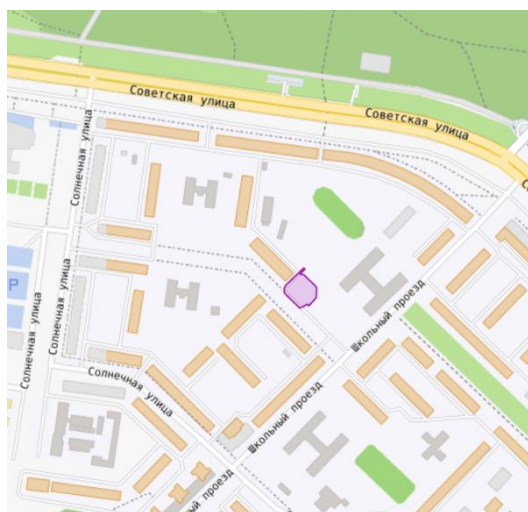 Советская улица
Советская улица
Солнечная улица
Солнечная улица
Солнечная улица
P
Школьный проезд
Солнечная улица
Школьный проезд